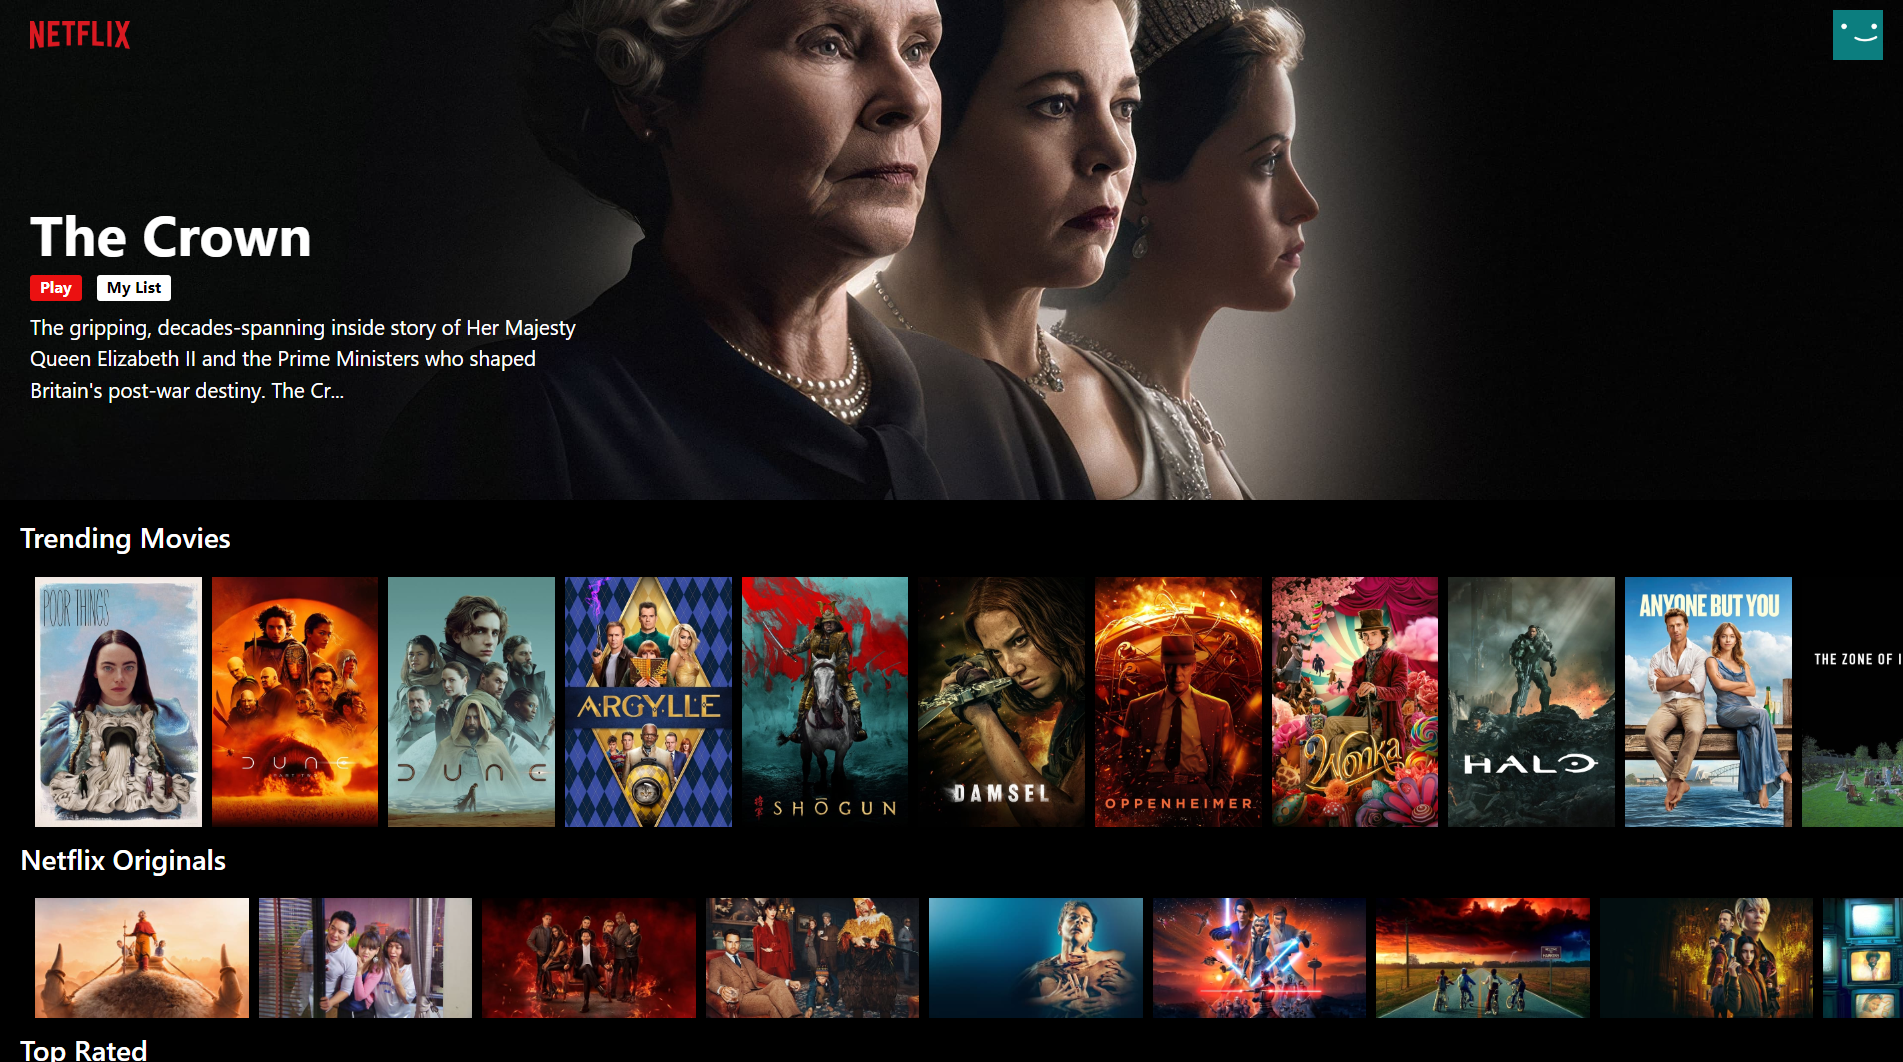 NETFLIX
The Crown
Play
My List
The gripping, decades-spanning inside story of Her Majesty
Queen Elizabeth II and the Prime Ministers who shaped
Britain's post-war destiny. The Cr...
Trending Movies
POOR THINGS
DUNE
DUNE
ARGYLLE
将軍
SHŌGUN
DAMSEL
OPPENHEIMER
Wonka
HALO
ANYONE BUT YOU
THE ZONE OF I
Netflix Originals
Top Rated